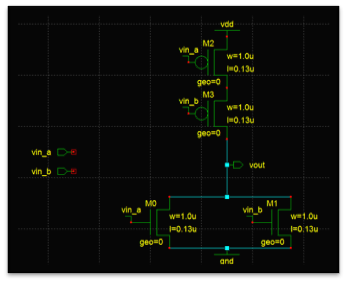 vdd
M2
vin_a
w=1.0u
l=0.13u
geo=0
M3
vin_b
w=1.0u
l=0.13u
geo=0
vin_a
vin_b
vout
M0
vin_a
w=1.0u
l=0.13u
geo=0
M1
vin_b
w=1.0u
l=0.13u
geo=0
gnd